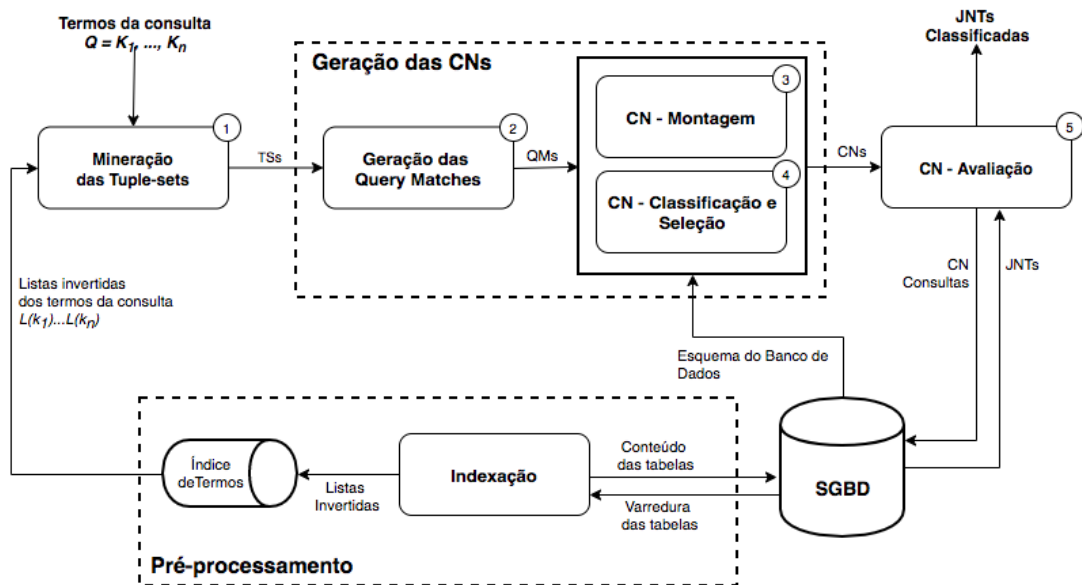 Termos da consulta
Q = K1, ..., Kn
JNTs
Classificadas
Geração das CNs
1
Mineração
das Tuple-sets
TSs
2
Geração das
Query Matches
QMs
3
CN - Montagem
4
CN - Classificação e
Seleção
CNs
5
CN - Avaliação
CN
Consultas
JNTs
Listas invertidas
dos termos da consulta
L(k1)...L(kn)
Esquema do Banco de
Dados
Índice
deTermos
Listas
Invertidas
Indexação
Conteúdo
das tabelas
Varredura
das tabelas
SGBD
Pré-processamento